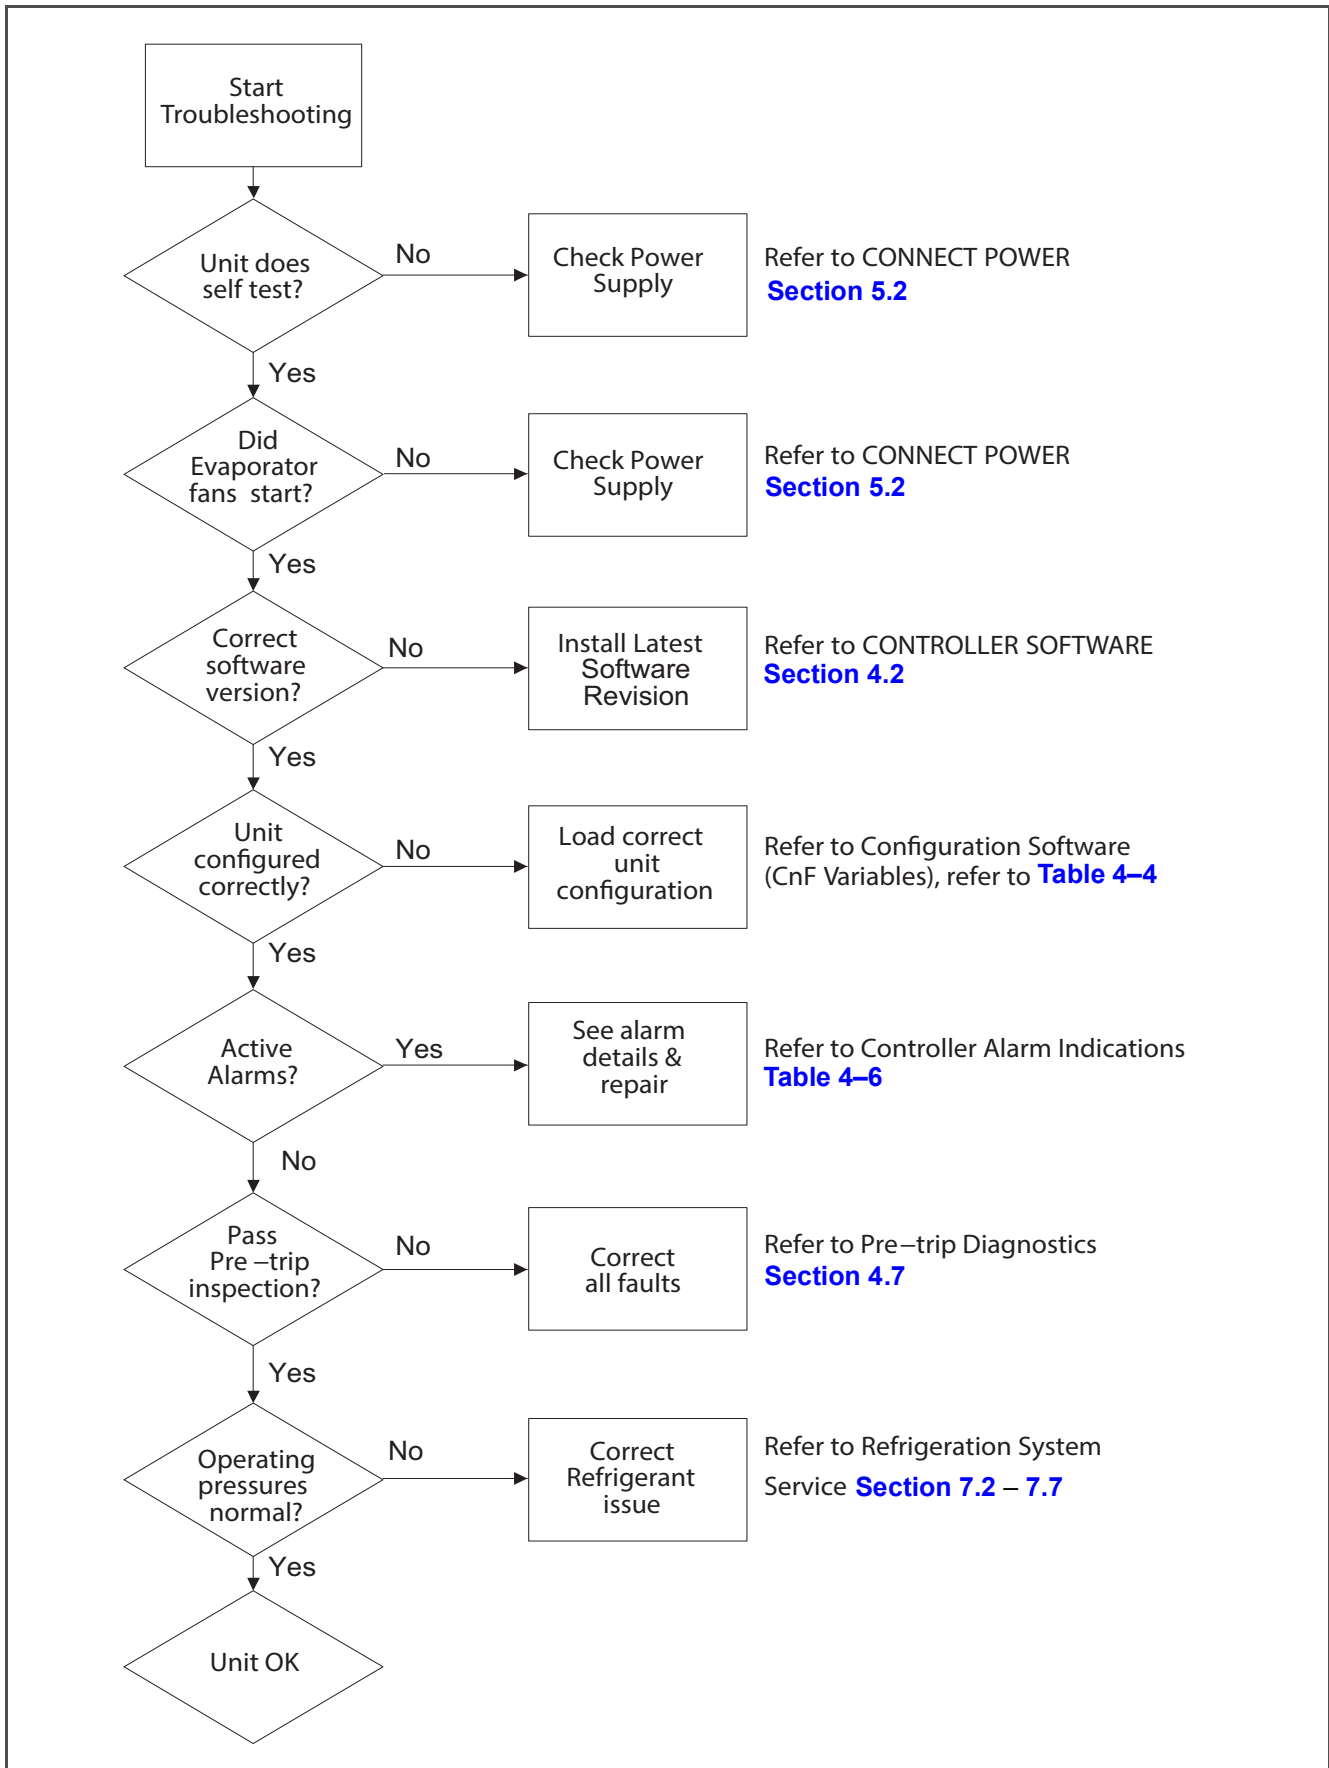 Start
Troubleshooting
Unit does
self test?
No
Check Power
Supply
Refer to CONNECT POWER
Section 5.2
Yes
Did
Evaporator
fans start?
No
Check Power
Supply
Refer to CONNECT POWER
Section 5.2
Yes
Correct
software
version?
No
Install Latest
Software
Revision
Refer to CONTROLLER SOFTWARE
Section 4.2
Yes
Unit
configured
correctly?
No
Load correct
unit
configuration
Refer to Configuration Software
(CnF Variables), refer to Table 4–4
Yes
Active
Alarms?
Yes
See alarm
details &
repair
Refer to Controller Alarm Indications
Table 4–6
No
Pass
Pre –trip
inspection?
No
Correct
all faults
Refer to Pre–trip Diagnostics
Section 4.7
Yes
Operating
pressures
normal?
No
Correct
Refrigerant
issue
Refer to Refrigeration System
Service Section 7.2 – 7.7
Yes
Unit OK